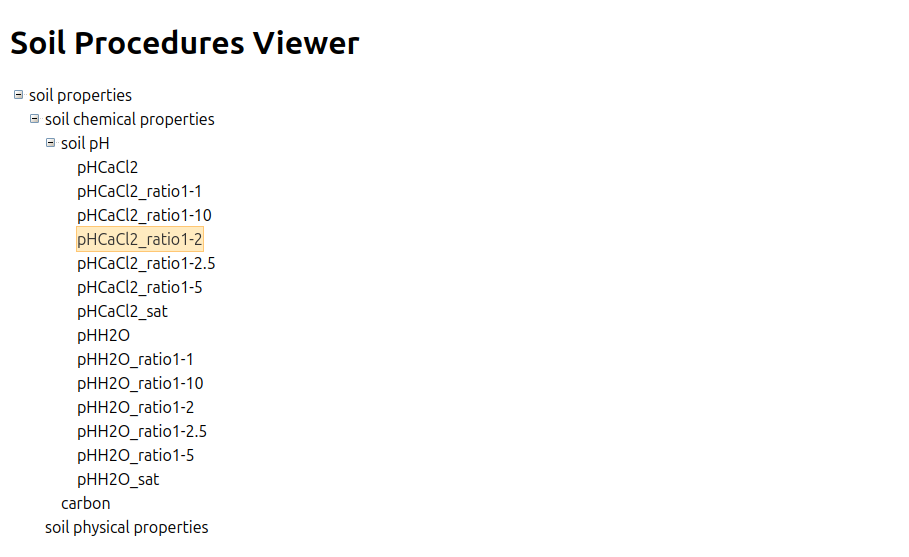 Soil Procedures Viewer
soil properties
soil chemical properties
soil pH
pHCaCl2
pHCaCl2_ratio1-1
pHCaCl2_ratio1-10
pHCaCl2_ratio1-2
pHCaCl2_ratio1-2.5
pHCaCl2_ratio1-5
pHCaCl2_sat
pHH2O
pHH2O_ratio1-1
pHH2O_ratio1-10
pHH2O_ratio1-2
pHH2O_ratio1-2.5
pHH2O_ratio1-5
pHH2O_sat
carbon
soil physical properties